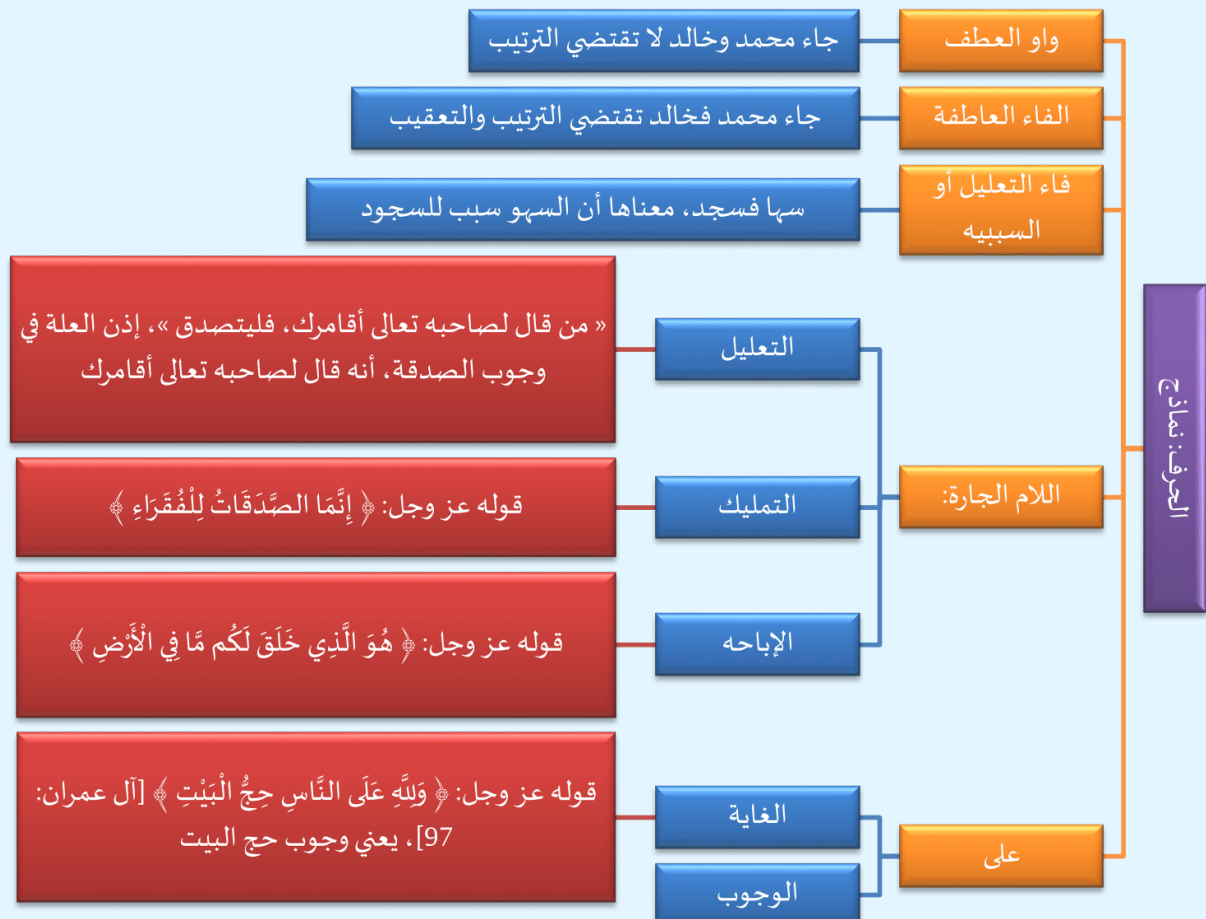 الحرف: نماذج
واو العطف
جاء محمد وخالد لا تقتضي الترتيب
الفاء العاطفة
جاء محمد فخالد تقتضي الترتيب والتعقيب
فاء التعليل أو
السببيه
سها فسجد، معناها أن السهو سبب للسجود
اللام الجارة:
التعليل
« من قال لصاحبه تعالى أقامرك، فليتصدق »، إذن العلة في
وجوب الصدقة، أنه قال لصاحبه تعالى أقامرك
التمليك
قوله عز وجل: ﴿ إِنَّمَا الصَّدَقَاتُ لِلْفُقَرَاءِ ﴾
الإباحه
قوله عز وجل: ﴿ هُوَ الَّذِي خَلَقَ لَكُم مَّا فِي الْأَرْضِ ﴾
على
الغاية
قوله عز وجل: ﴿ وَلِلَّهِ عَلَى النَّاسِ حِجُّ الْبَيْتِ ﴾ [آل عمران:
97]، يعني وجوب حج البيت
الوجوب